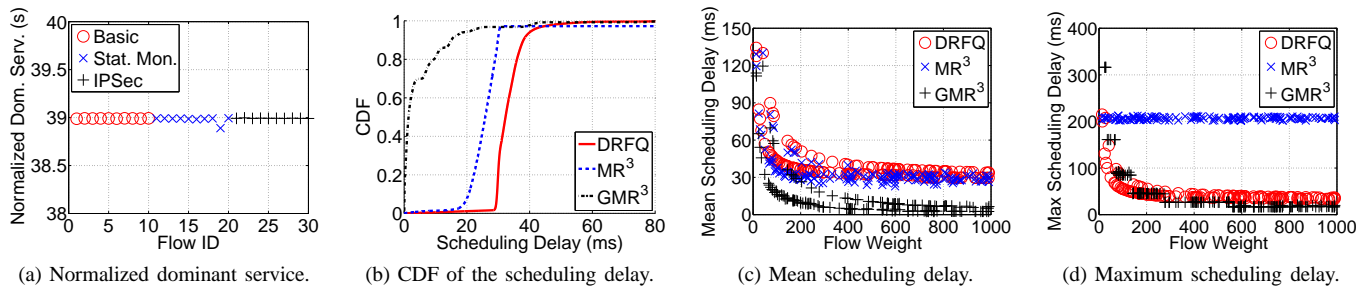 Normalized Dom. Serv. (s)
40
39.5
39
38.5
38
0
10
20
30
Flow ID
Basic
Stat. Mon.
IPSec
(a) Normalized dominant service.
CDF
1
0.8
0.6
0.4
0.2
0
0
20
40
60
80
Scheduling Delay (ms)
DRFQ
MR³
GMR³
(b) CDF of the scheduling delay.
Mean Scheduling Delay (ms)
150
120
90
60
30
0
0
200
400
600
800
1000
Flow Weight
DRFQ
MR³
GMR³
(c) Mean scheduling delay.
Max Scheduling Delay (ms)
400
300
200
100
0
0
200
400
600
800
1000
Flow Weight
DRFQ
MR³
GMR³
(d) Maximum scheduling delay.